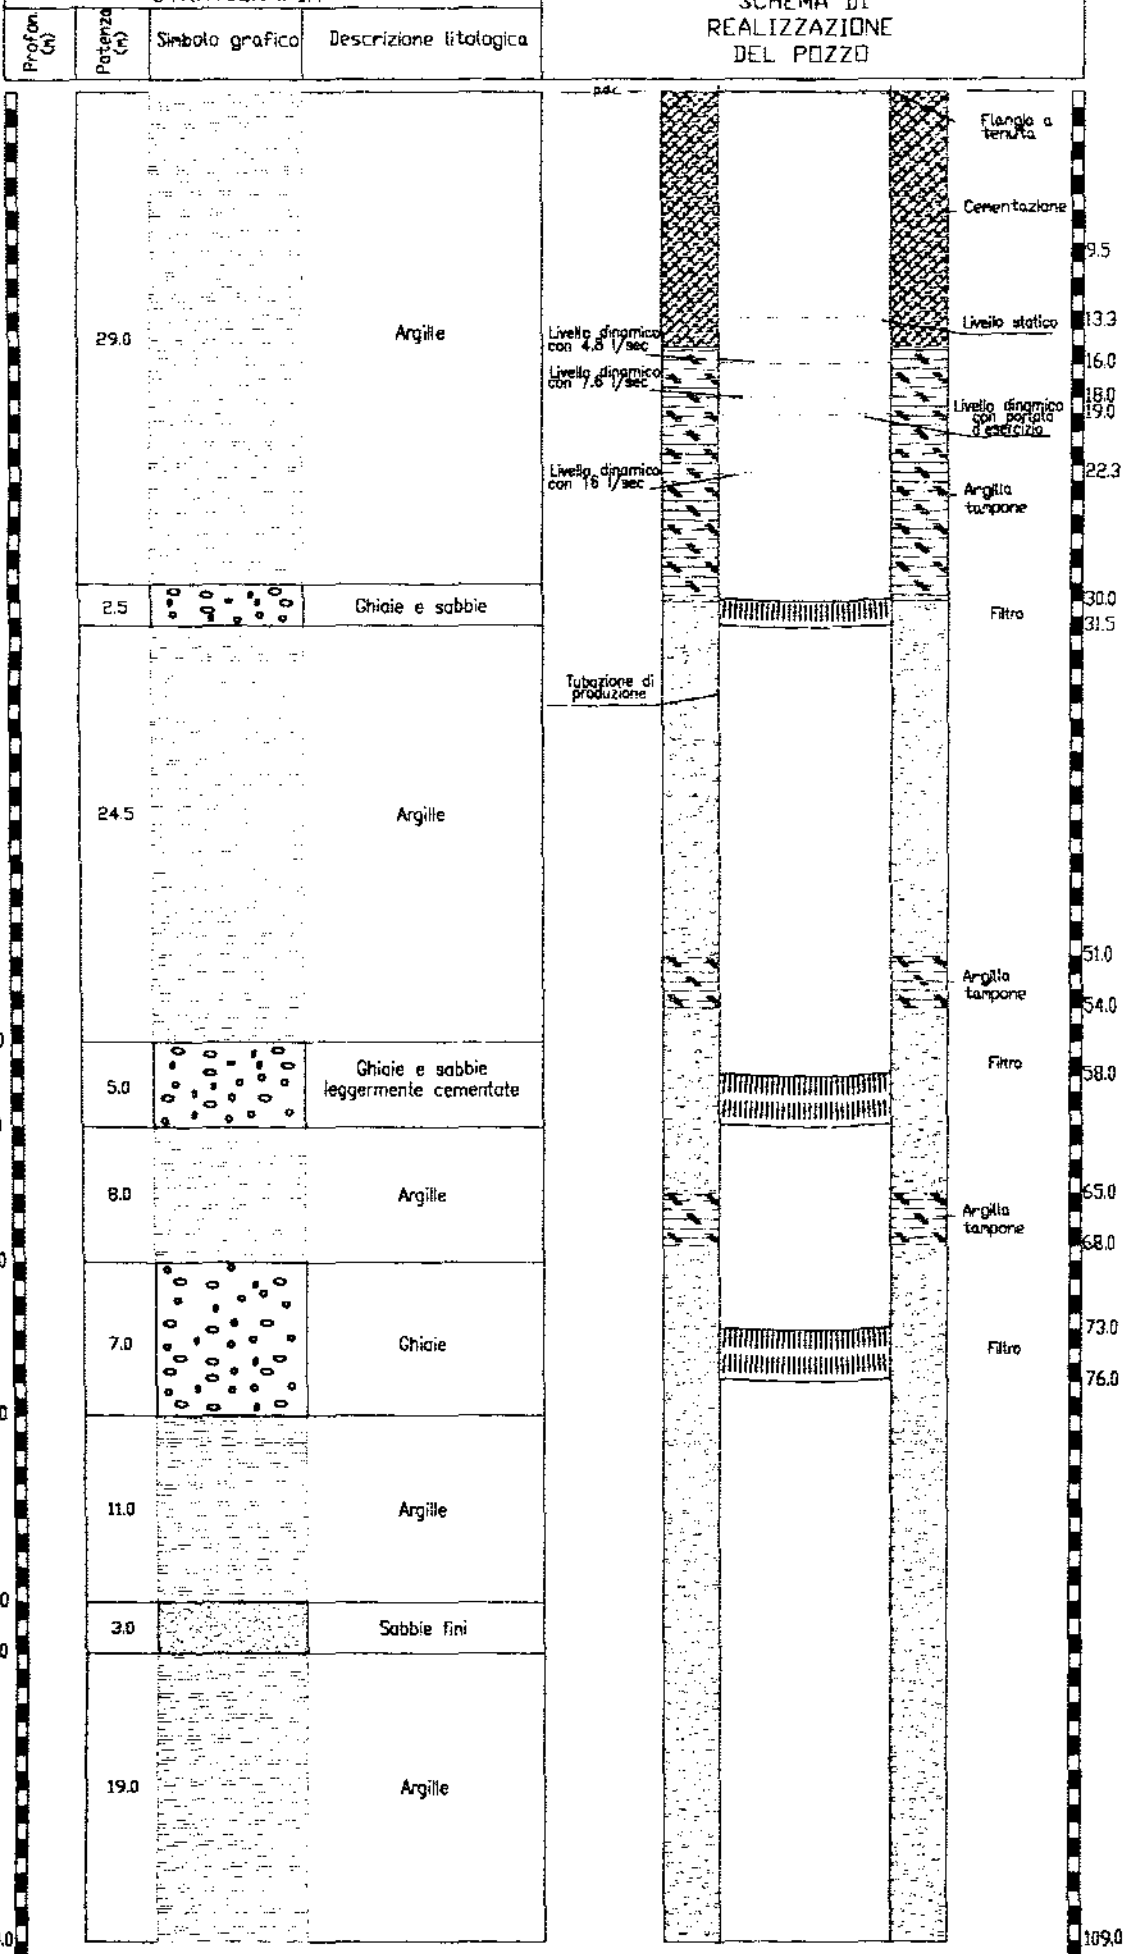 SCHEMA DI
REALIZZAZIONE
DEL POZZO
Profon.
(m)
Potenza
(m)
Simbolo grafico
Descrizione litologica
p.d.c.
29.0
Argille
2.5
Ghiaie e sabbie
24.5
Argille
5.0
Ghiaie e sabbie
leggermente cementate
8.0
Argille
7.0
Ghiaie
11.0
Argille
3.0
Sabbie fini
19.0
Argille
Livello dinamico
con 4.8 l/sec
Livello dinamico
con 7.6 l/sec
Livello dinamico
con 16 l/sec
Tubazione di
produzione
Flangia a
tenuta
Cementazione
9.5
Livello statico
13.3
16.0
18.0
Livello dinamico
con portata
d'esercizio
19.0
22.3
Argilla
tampone
30.0
Filtro
31.5
51.0
Argilla
tampone
54.0
Filtro
58.0
65.0
Argilla
tampone
68.0
73.0
Filtro
76.0
109.0